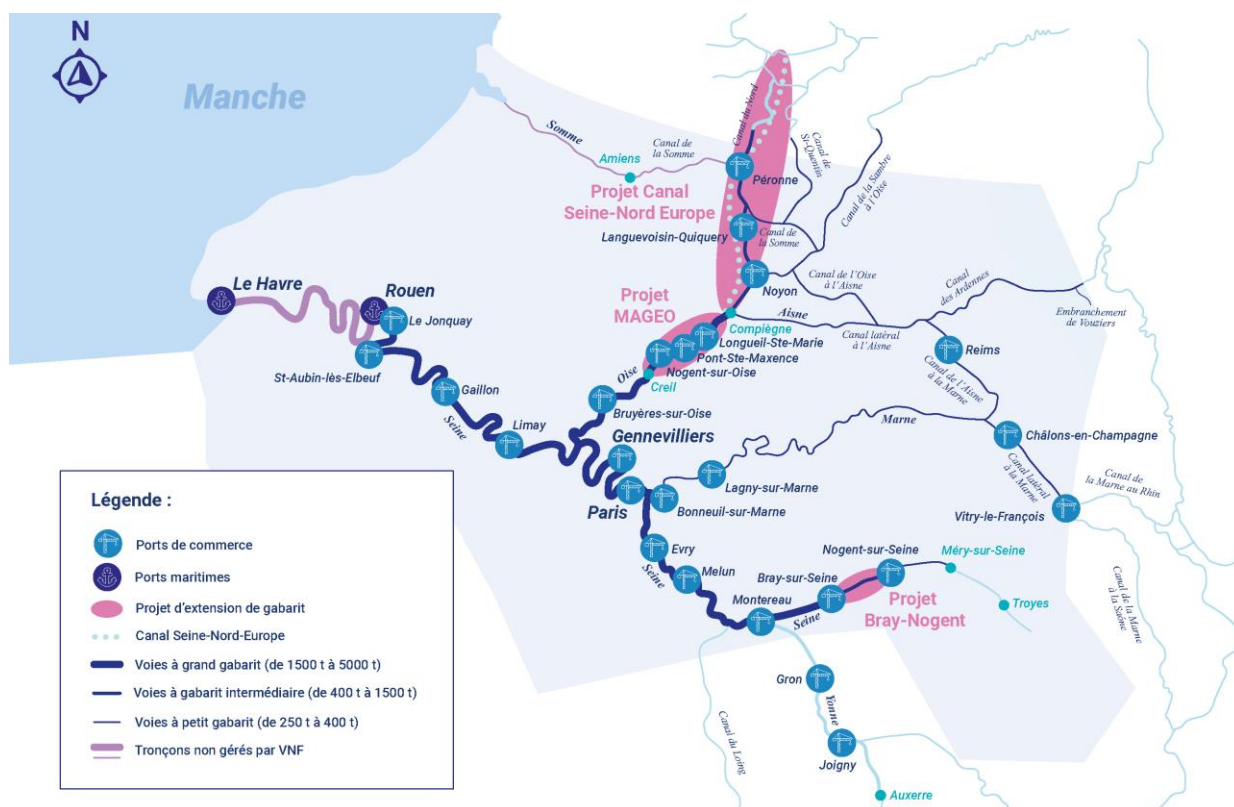 N
Manche
Somme
Amiens
Canal de
la Somme
Canal du Nord
Canal de
St-Quentin
Canal de la Sambre
à l'Oise
Péronne
Projet Canal
Seine-Nord Europe
Languevoisin-Quiquery
Canal de
la Somme
Noyon
Canal de l'Oise
à l'Aisne
Canal
des Ardennes
Embranchement
de Vouziers
Le Havre
Rouen
Le Jonquay
St-Aubin-lès-Elbeuf
Projet
MAGEO
Compiègne
Aisne
Canal latéral
à l'Aisne
Longueil-Ste-Marie
Pont-Ste-Maxence
Nogent-sur-Oise
Oise
Creil
Reims
Canal de l'Aisne
à la Marne
Gaillon
Seine
Limay
Bruyères-sur-Oise
Gennevilliers
Marne
Châlons-en-Champagne
Canal latéral
à la Marne
Canal de
la Marne au Rhin
Lagny-sur-Marne
Paris
Bonneuil-sur-Marne
Vitry-le-François
Evry
Seine
Melun
Nogent-sur-Seine
Méry-sur-Seine
Bray-sur-Seine
Montereau
Seine
Projet
Bray-Nogent
Troyes
Canal de la Marne
à la Saône
Gron
Yonne
Canal du Loing
Joigny
Auxerre
Légende :
Ports de commerce
Ports maritimes
Projet d'extension de gabarit
Canal Seine-Nord-Europe
Voies à grand gabarit (de 1500 t à 5000 t)
Voies à gabarit intermédiaire (de 400 t à 1500 t)
Voies à petit gabarit (de 250 t à 400 t)
Tronçons non gérés par VNF